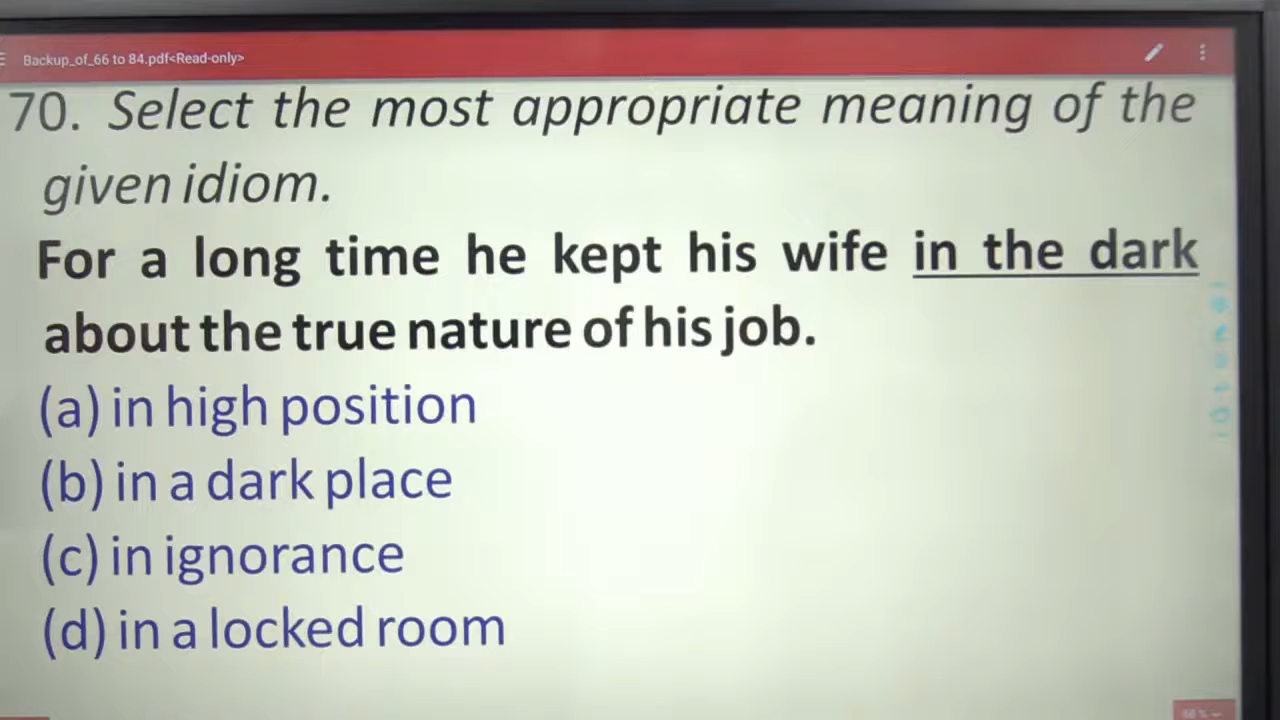 Backup_of_66 to 84.pdf<Read-only>
70. Select the most appropriate meaning of the
given idiom.
For a long time he kept his wife in the dark
about the true nature of his job.
(a) in high position
(b) in a dark place
(c) in ignorance
(d) in a locked room